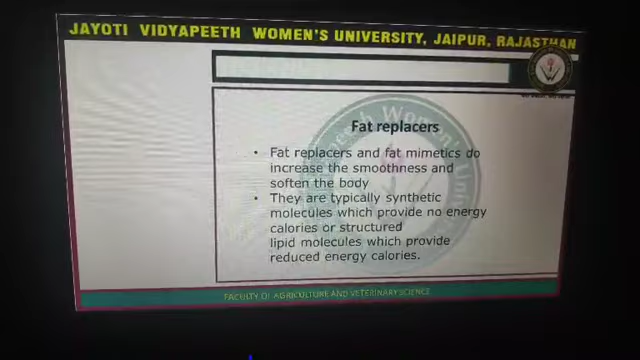 JAYOTI VIDYAPEETH WOMEN'S UNIVERSITY, JAIPUR, RAJASTHAN
Fat replacers
• Fat replacers and fat mimetics do
increase the smoothness and
soften the body
• They are typically synthetic
molecules which provide no energy
calories or structured
lipid molecules which provide
reduced energy calories.
FACULTY OF AGRICULTURE AND VETERINARY SCIENCE